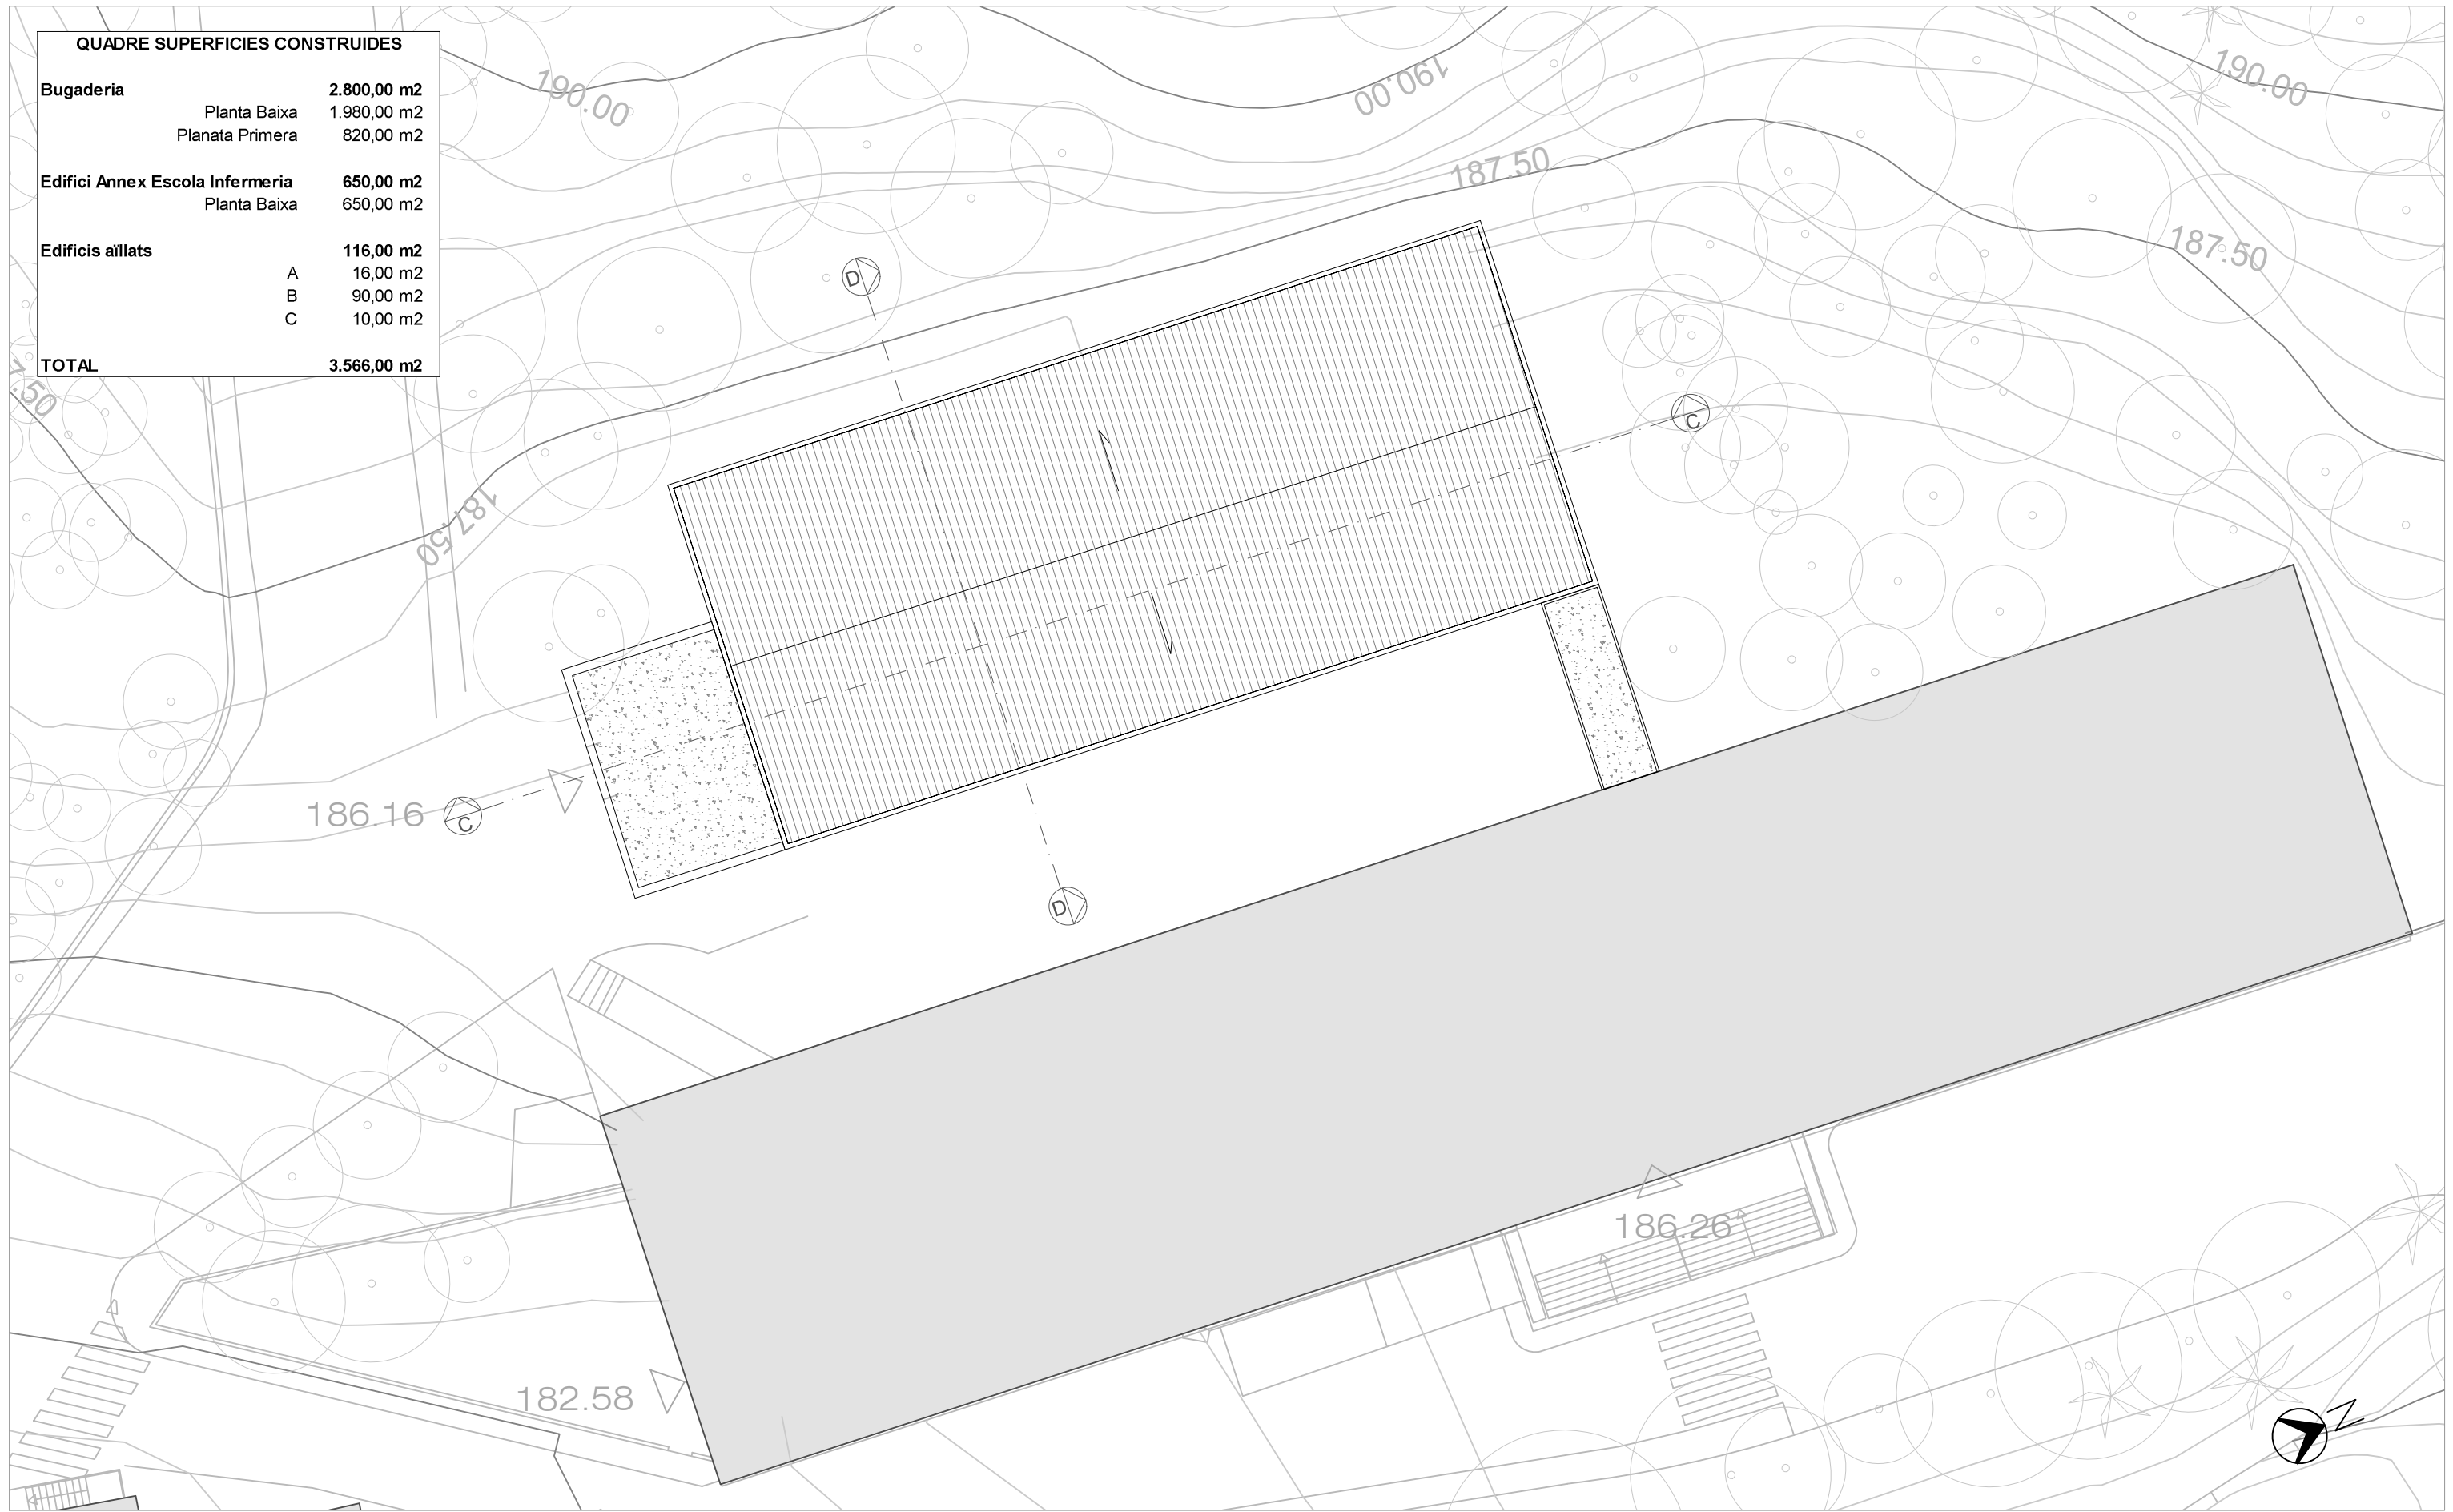 QUADRE SUPERFICIES CONSTRUIDES
Bugaderia 2.800,00 m2
Planta Baixa 1.980,00 m2
Planata Primera 820,00 m2
Edifici Annex Escola Infermeria 650,00 m2
Planta Baixa 650,00 m2
Edificis aïllats 116,00 m2
A 16,00 m2
B 90,00 m2
C 10,00 m2
TOTAL 3.566,00 m2
190.00
190.00
190.00
187.50
187.50
7.50
187.50
D
C
186.16
C
D
186.26
182.58
N